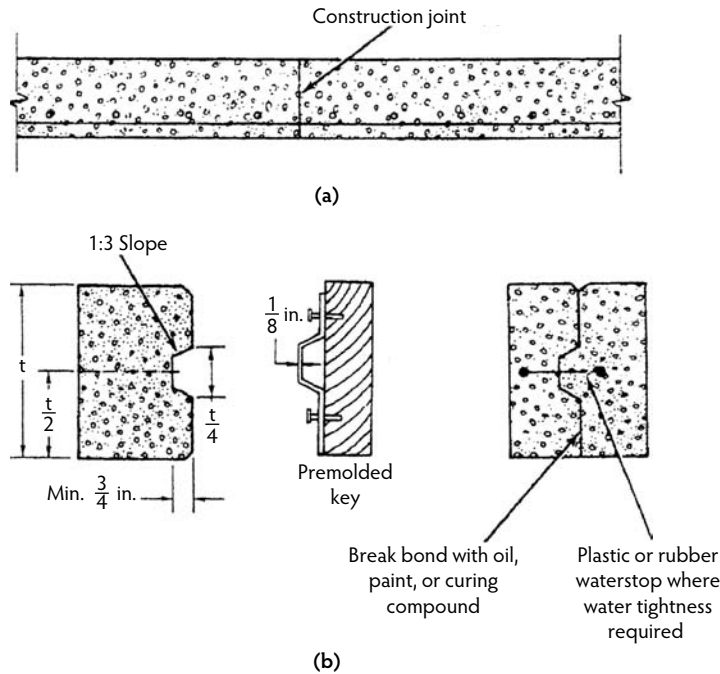 Construction joint
(a)
1:3 Slope
t
t/2
t/4
Min. 3/4 in.
1/8 in.
Premolded
key
Break bond with oil,
paint, or curing
compound
Plastic or rubber
waterstop where
water tightness
required
(b)